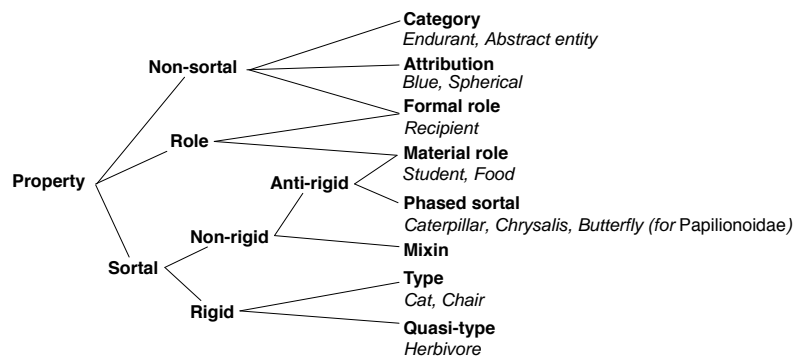 Category
Endurant, Abstract entity
Non-sortal
Attribution
Blue, Spherical
Formal role
Recipient
Role
Material role
Student, Food
Property
Anti-rigid
Phased sortal
Caterpillar, Chrysalis, Butterfly (for Papilionoidae)
Non-rigid
Mixin
Sortal
Type
Cat, Chair
Rigid
Quasi-type
Herbivore